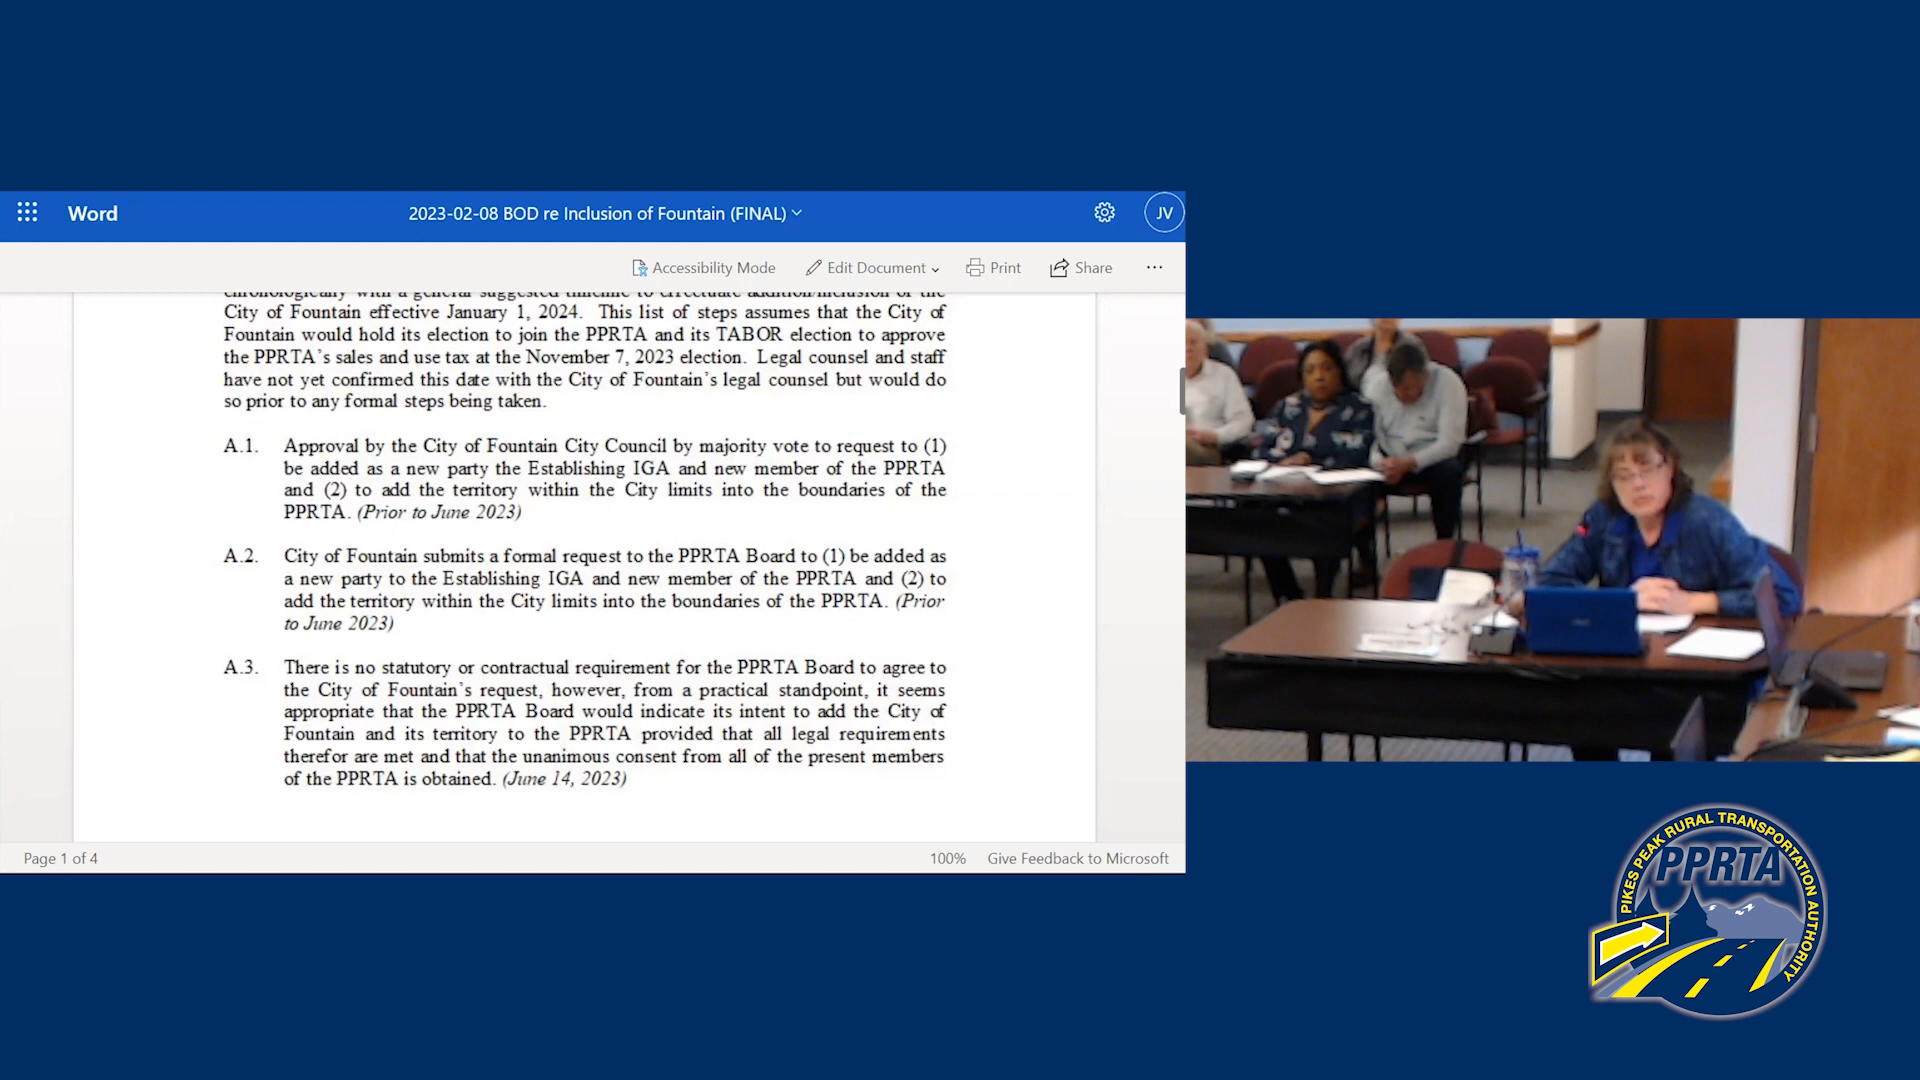 Word
2023-02-08 BOD re Inclusion of Fountain (FINAL)
JV
Accessibility Mode
Edit Document
Print
Share
chronologically with a general suggested timeline to effectuate addition/inclusion of the
City of Fountain effective January 1, 2024. This list of steps assumes that the City of
Fountain would hold its election to join the PPRTA and its TABOR election to approve
the PPRTA's sales and use tax at the November 7, 2023 election. Legal counsel and staff
have not yet confirmed this date with the City of Fountain's legal counsel but would do
so prior to any formal steps being taken.
A.1. Approval by the City of Fountain City Council by majority vote to request to (1)
be added as a new party the Establishing IGA and new member of the PPRTA
and (2) to add the territory within the City limits into the boundaries of the
PPRTA. (Prior to June 2023)
A.2. City of Fountain submits a formal request to the PPRTA Board to (1) be added as
a new party to the Establishing IGA and new member of the PPRTA and (2) to
add the territory within the City limits into the boundaries of the PPRTA. (Prior
to June 2023)
A.3. There is no statutory or contractual requirement for the PPRTA Board to agree to
the City of Fountain's request, however, from a practical standpoint, it seems
appropriate that the PPRTA Board would indicate its intent to add the City of
Fountain and its territory to the PPRTA provided that all legal requirements
therefor are met and that the unanimous consent from all of the present members
of the PPRTA is obtained. (June 14, 2023)
Page 1 of 4
100%
Give Feedback to Microsoft
PIKES PEAK RURAL TRANSPORTATION AUTHORITY
PPRTA